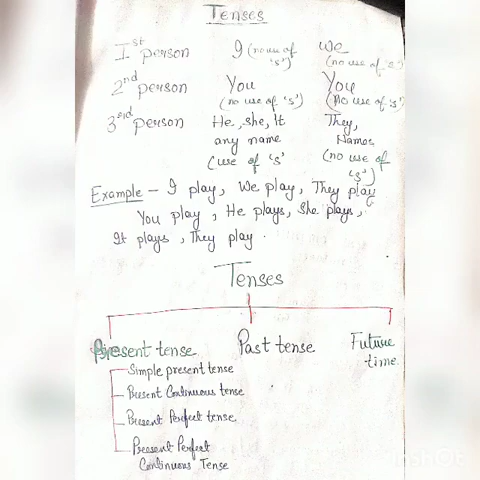 Tenses
1st person I (no use of 's') We (no use of 's')
2nd person You (no use of 's') You (No use of 's')
3rd person He, she, It They,
any name Names
(use of 's' (no use of 's')
Example - I play, We play, They play
You play, He plays, She plays,
It plays, They play.
Tenses
Present tense Past tense Future time.
Simple present tense
Present Continuous tense
Present Perfect tense
Present Perfect
Continuous Tense